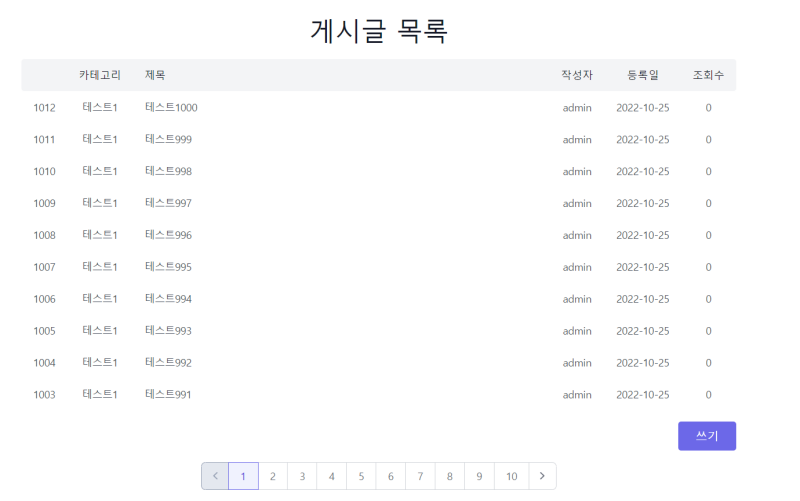 게시글 목록
카테고리 제목 작성자 등록일 조회수
1012 테스트1 테스트1000 admin 2022-10-25 0
1011 테스트1 테스트999 admin 2022-10-25 0
1010 테스트1 테스트998 admin 2022-10-25 0
1009 테스트1 테스트997 admin 2022-10-25 0
1008 테스트1 테스트996 admin 2022-10-25 0
1007 테스트1 테스트995 admin 2022-10-25 0
1006 테스트1 테스트994 admin 2022-10-25 0
1005 테스트1 테스트993 admin 2022-10-25 0
1004 테스트1 테스트992 admin 2022-10-25 0
1003 테스트1 테스트991 admin 2022-10-25 0
쓰기
< 1 2 3 4 5 6 7 8 9 10 >